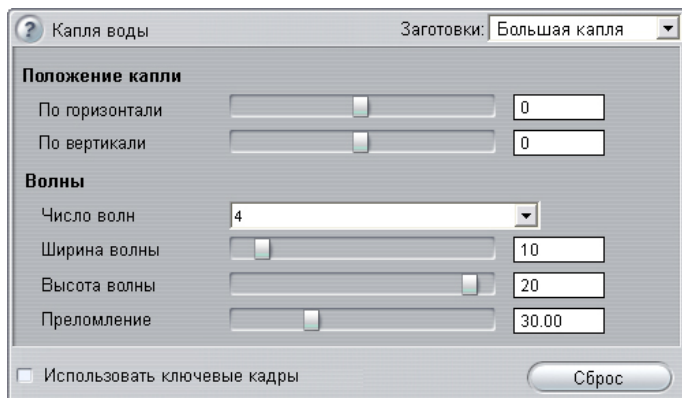 ? Капля воды Заготовки: Большая капля
Положение капли
По горизонтали 0
По вертикали 0
Волны
Число волн 4
Ширина волны 10
Высота волны 20
Преломление 30.00
Использовать ключевые кадры Сброс